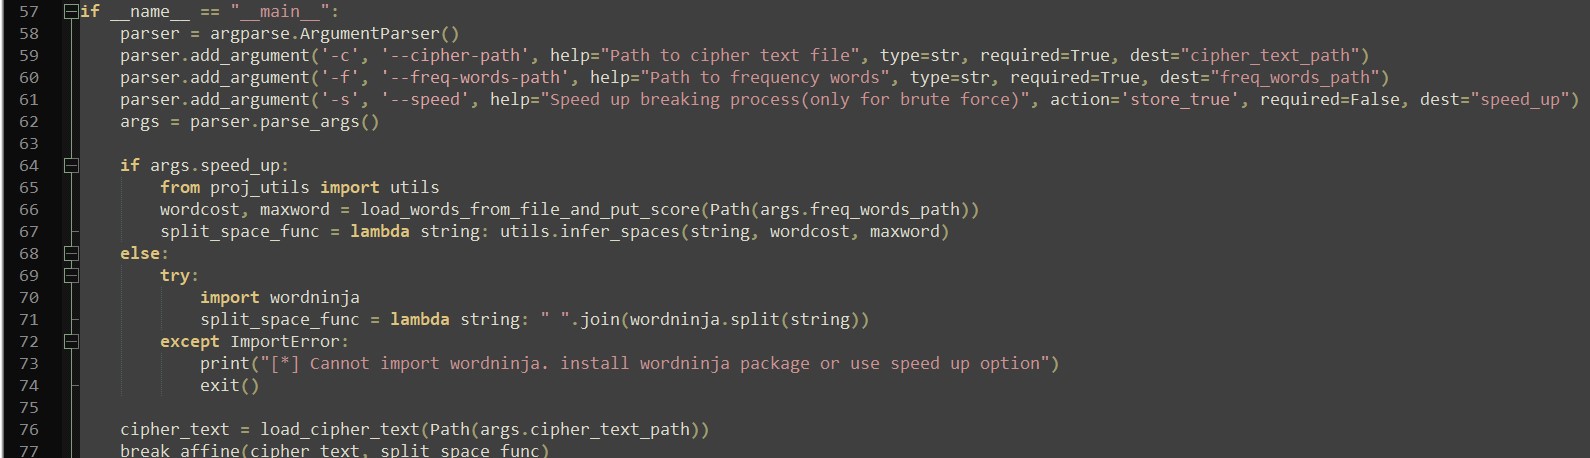 57 if __name__ == "__main__":
58 parser = argparse.ArgumentParser()
59 parser.add_argument('-c', '--cipher-path', help="Path to cipher text file", type=str, required=True, dest="cipher_text_path")
60 parser.add_argument('-f', '--freq-words-path', help="Path to frequency words", type=str, required=True, dest="freq_words_path")
61 parser.add_argument('-s', '--speed', help="Speed up breaking process(only for brute force)", action='store_true', required=False, dest="speed_up")
62 args = parser.parse_args()
63
64 if args.speed_up:
65 from proj_utils import utils
66 wordcost, maxword = load_words_from_file_and_put_score(Path(args.freq_words_path))
67 split_space_func = lambda string: utils.infer_spaces(string, wordcost, maxword)
68 else:
69 try:
70 import wordninja
71 split_space_func = lambda string: " ".join(wordninja.split(string))
72 except ImportError:
73 print("[*] Cannot import wordninja. install wordninja package or use speed up option")
74 exit()
75
76 cipher_text = load_cipher_text(Path(args.cipher_text_path))
77 break_affine(cipher_text, split_space_func)